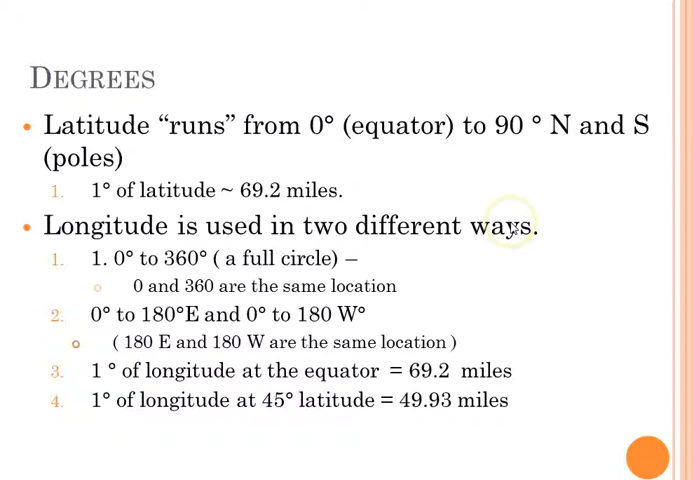 DEGREES
• Latitude “runs” from 0° (equator) to 90 ° N and S
(poles)
1. 1° of latitude ~ 69.2 miles.
• Longitude is used in two different ways.
1. 1. 0° to 360° ( a full circle) –
o 0 and 360 are the same location
2. 0° to 180°E and 0° to 180 W°
o ( 180 E and 180 W are the same location )
3. 1 ° of longitude at the equator = 69.2 miles
4. 1° of longitude at 45° latitude = 49.93 miles